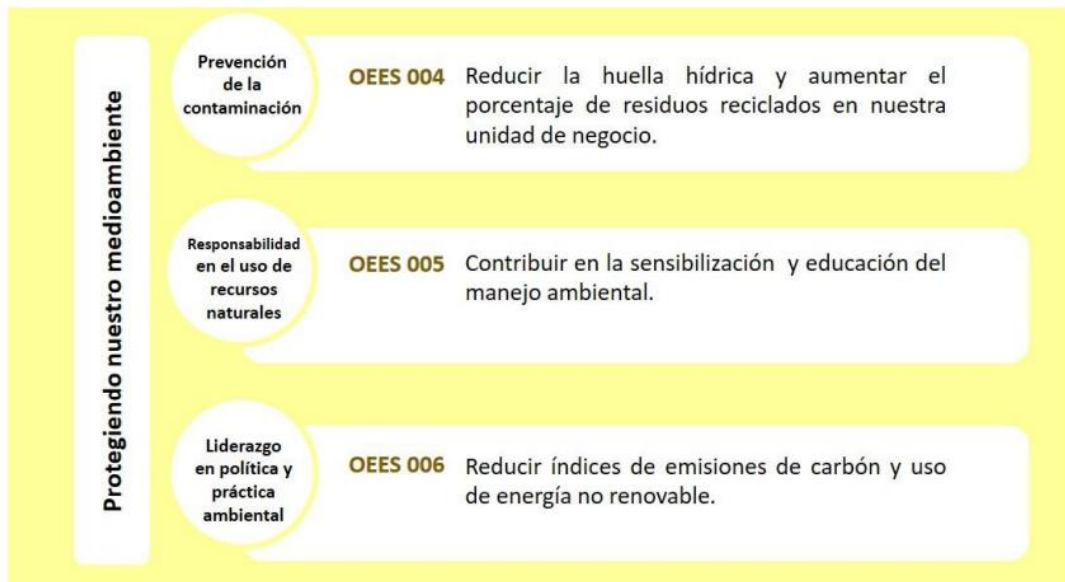 Protegiendo nuestro medioambiente
Prevención
de la
contaminación
OEES 004 Reducir la huella hídrica y aumentar el
porcentaje de residuos reciclados en nuestra
unidad de negocio.
Responsabilidad
en el uso de
recursos
naturales
OEES 005 Contribuir en la sensibilización y educación del
manejo ambiental.
Liderazgo
en política y
práctica
ambiental
OEES 006 Reducir índices de emisiones de carbón y uso
de energía no renovable.